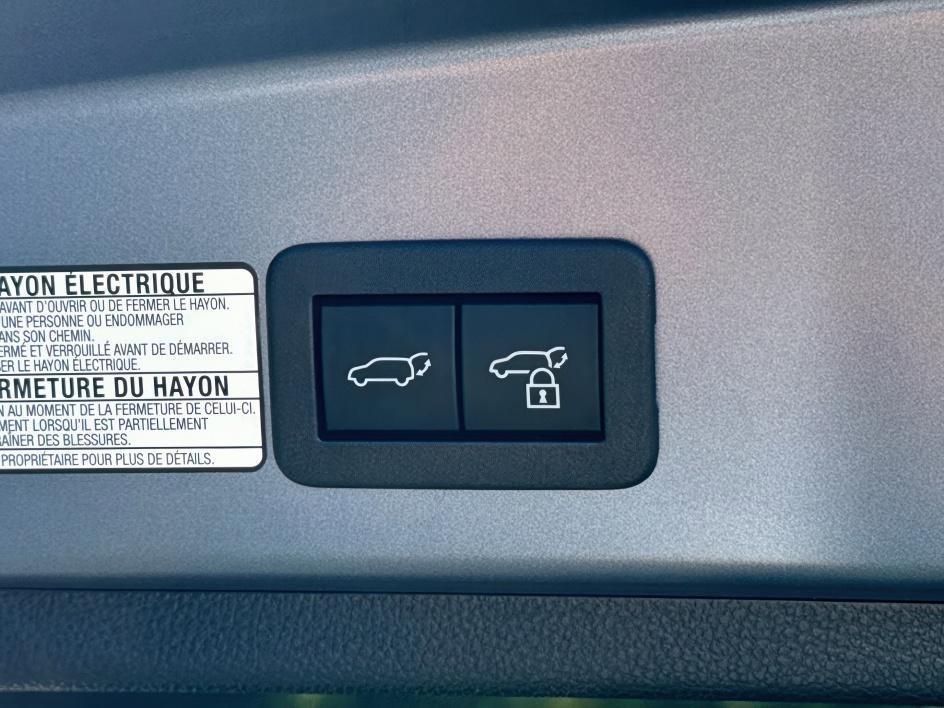 AYON ÉLECTRIQUE
AVANT D'OUVRIR OU DE FERMER LE HAYON.
UNE PERSONNE OU ENDOMMAGER
ANS SON CHEMIN.
ERMÉ ET VERROUILLÉ AVANT DE DÉMARRER.
SER LE HAYON ÉLECTRIQUE.
RMETURE DU HAYON
N AU MOMENT DE LA FERMETURE DE CELUI-CI.
MENT LORSQU'IL EST PARTIELLEMENT
RAÎNER DES BLESSURES.
PROPRIÉTAIRE POUR PLUS DE DÉTAILS.